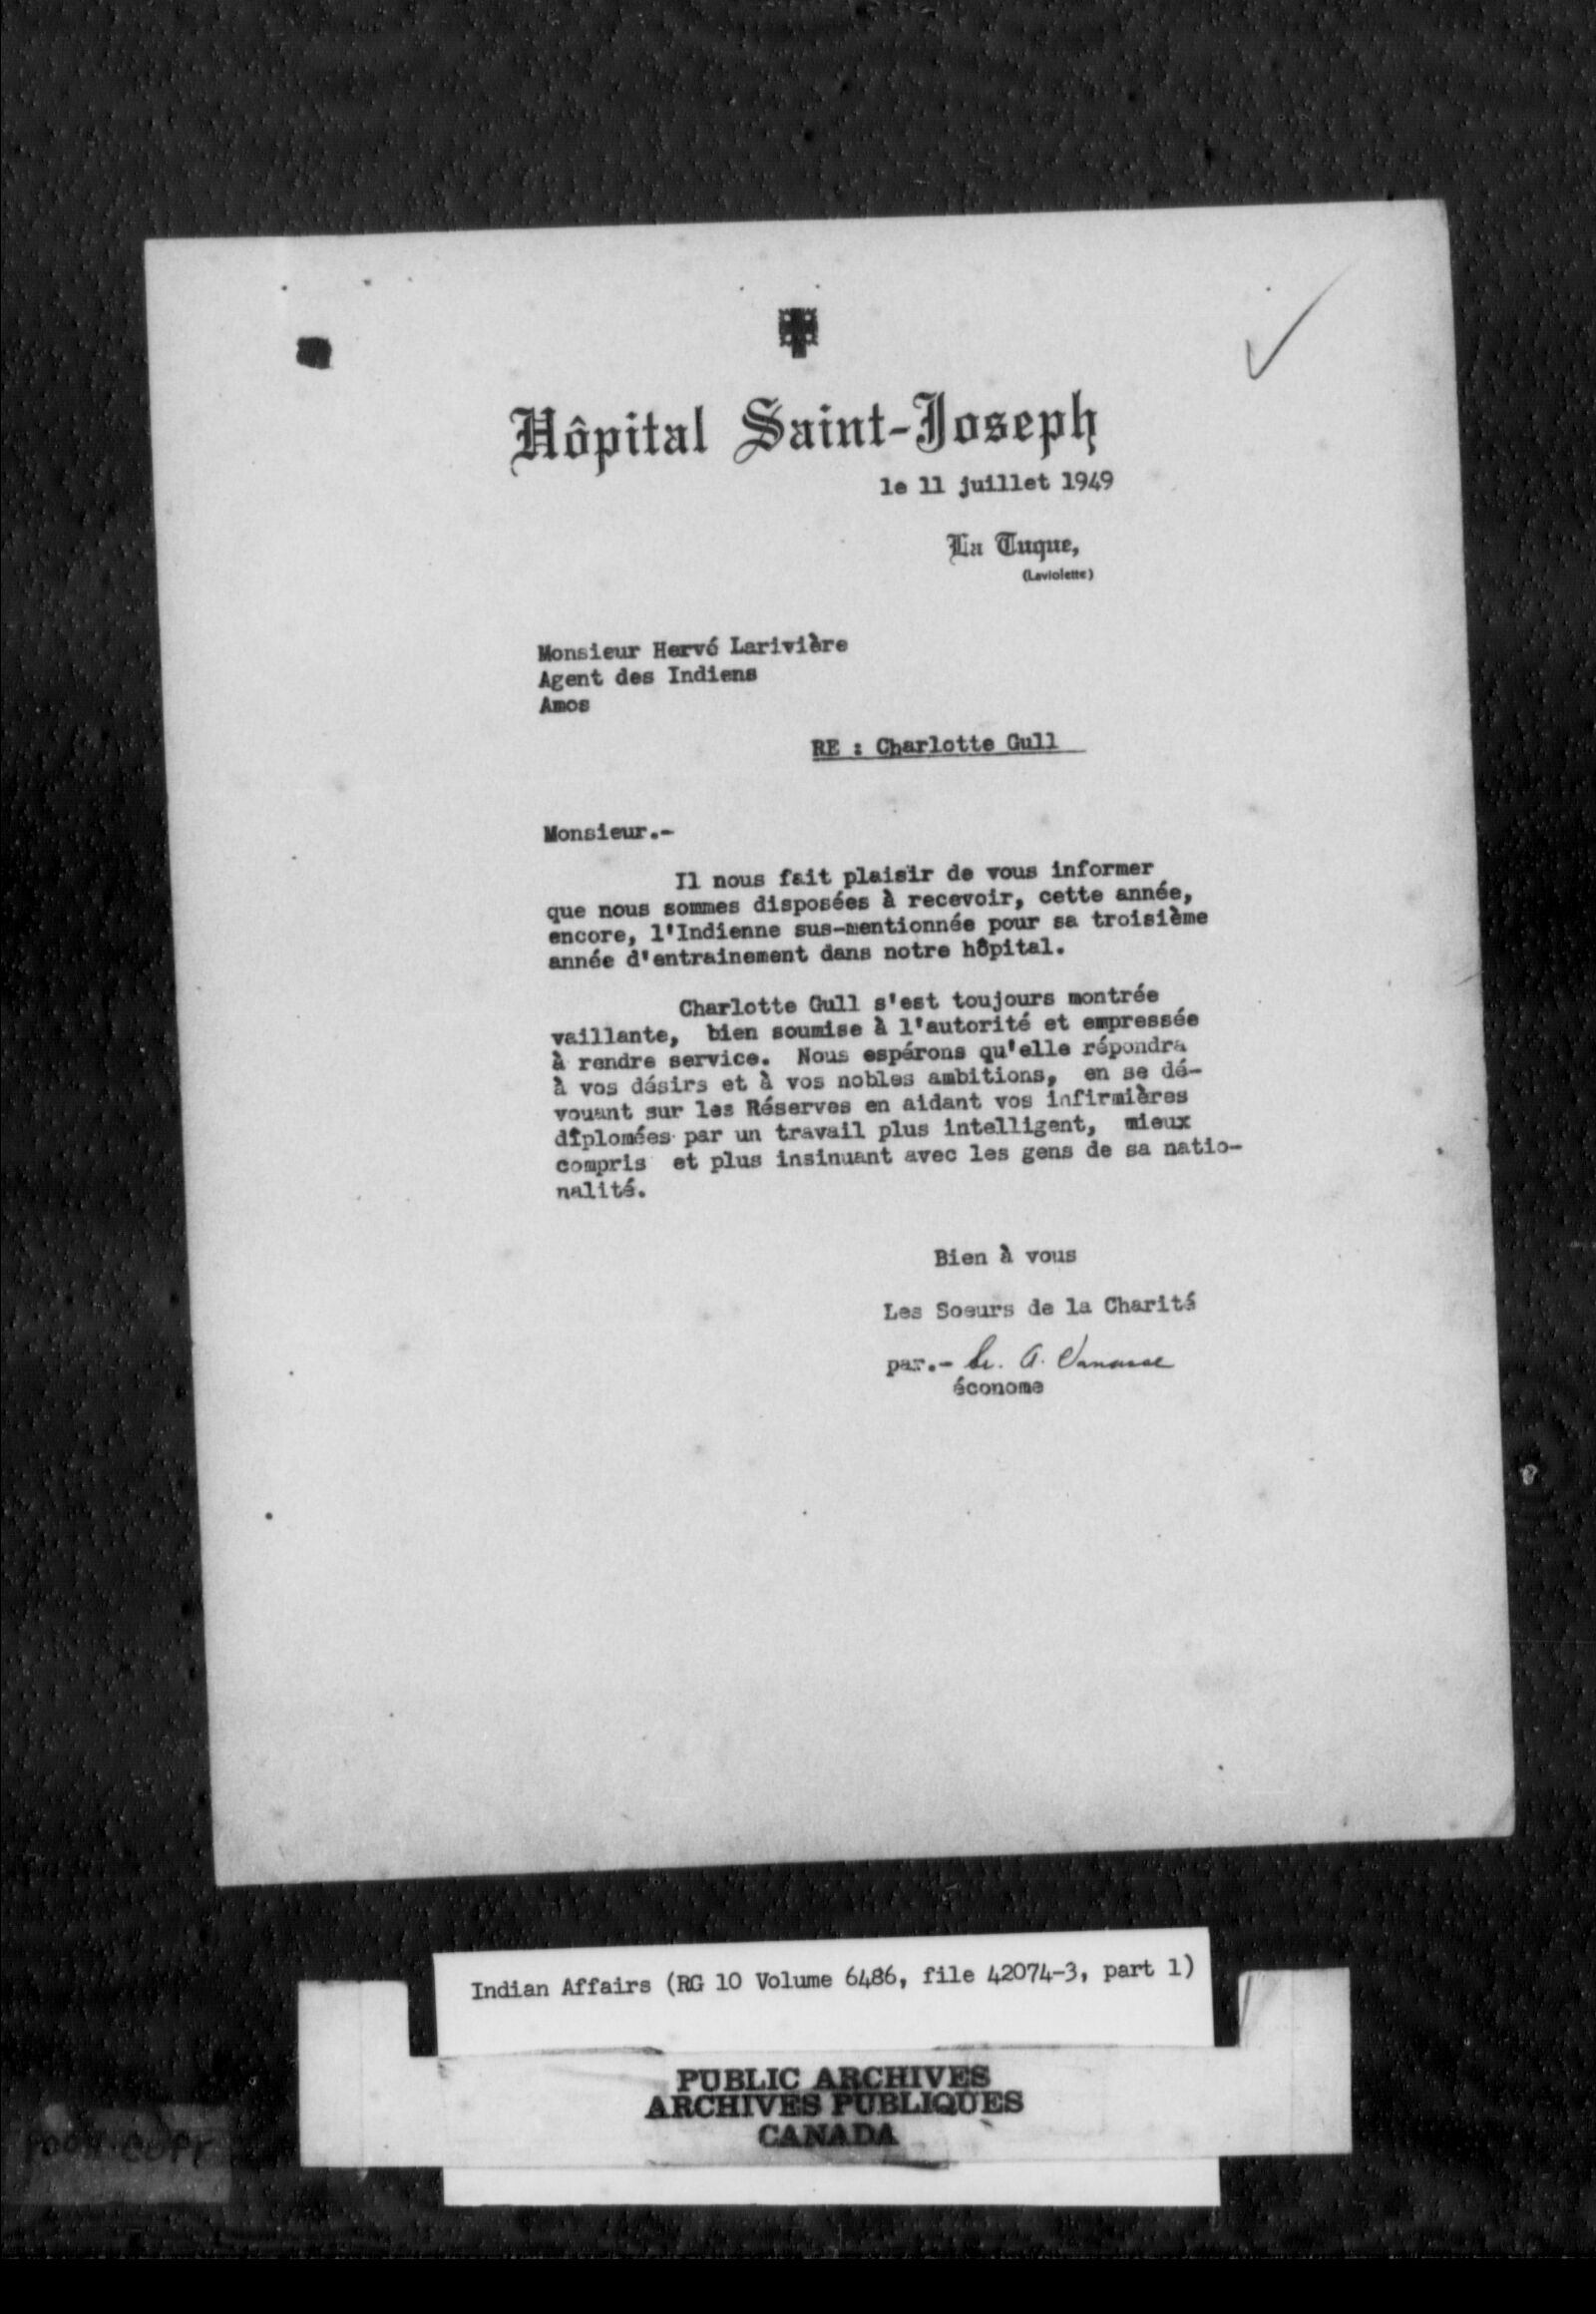 Hôpital Saint-Joseph
le 11 juillet 1949
La Tuque,
(Laviolette)
Monsieur Hervé Larivière
Agent des Indiens
Amos
RE : Charlotte Gull
Monsieur.-
Il nous fait plaisir de vous informer
que nous sommes disposées à recevoir, cette année,
encore, l'Indienne sus-mentionnée pour sa troisième
année d'entrainement dans notre hôpital.
Charlotte Gull s'est toujours montrée
vaillante, bien soumise à l'autorité et empressée
à rendre service. Nous espérons qu'elle répondra
à vos désirs et à vos nobles ambitions, en se dé-
vouant sur les Réserves en aidant vos infirmières
diplomées par un travail plus intelligent, mieux
compris et plus insinuant avec les gens de sa natio-
nalité.
Bien à vous
Les Soeurs de la Charité
par.- Sr. A. Vanasse
économe
Indian Affairs (RG 10 Volume 6486, file 42074-3, part 1)
PUBLIC ARCHIVES
ARCHIVES PUBLIQUES
CANADA
POOR COPY